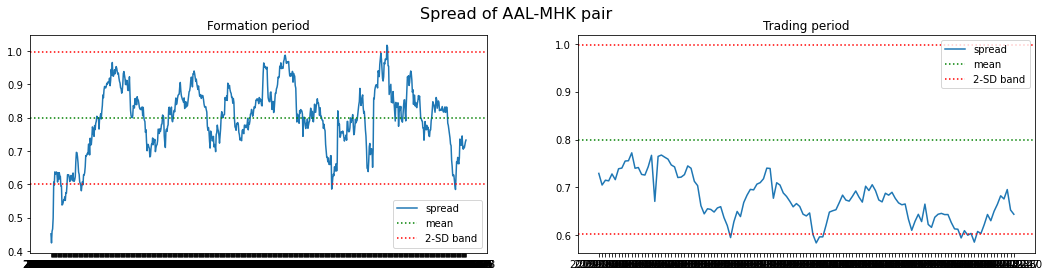 Spread of AAL-MHK pair
Formation period
1.0
0.9
0.8
0.7
0.6
0.5
0.4
spread
mean
2-SD band
Trading period
1.0
0.9
0.8
0.7
0.6
spread
mean
2-SD band